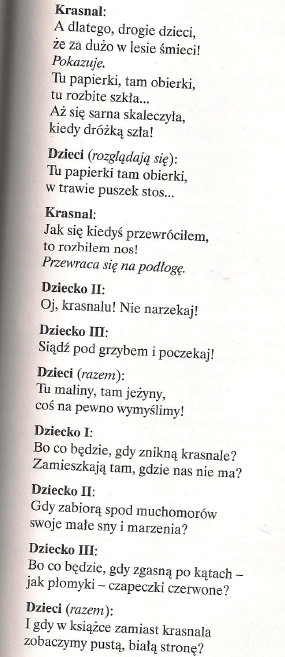 Krasnal:
A dlatego, drogie dzieci,
że za dużo w lesie śmieci!
Pokazuje.
Tu papierki, tam obierki,
tu rozbite szkła...
Aż się sarna skaleczyła,
kiedy dróżką szła!
Dzieci (rozglądają się):
Tu papierki tam obierki,
w trawie puszek stos...
Krasnal:
Jak się kiedyś przewróciłem,
to rozbiłem nos!
Przewraca się na podłogę.
Dziecko II:
Oj, krasnalu! Nie narzekaj!
Dziecko III:
Siądź pod grzybem i poczekaj!
Dzieci (razem):
Tu maliny, tam jeżyny,
coś na pewno wymyślimy!
Dziecko I:
Bo co będzie, gdy znikną krasnale?
Zamieszkają tam, gdzie nas nie ma?
Dziecko II:
Gdy zabiorą spod muchomorów
swoje małe sny i marzenia?
Dziecko III:
Bo co będzie, gdy zgasną po kątach –
jak płomyki – czapeczki czerwone?
Dzieci (razem):
I gdy w książce zamiast krasnala
zobaczymy pustą, białą stronę?